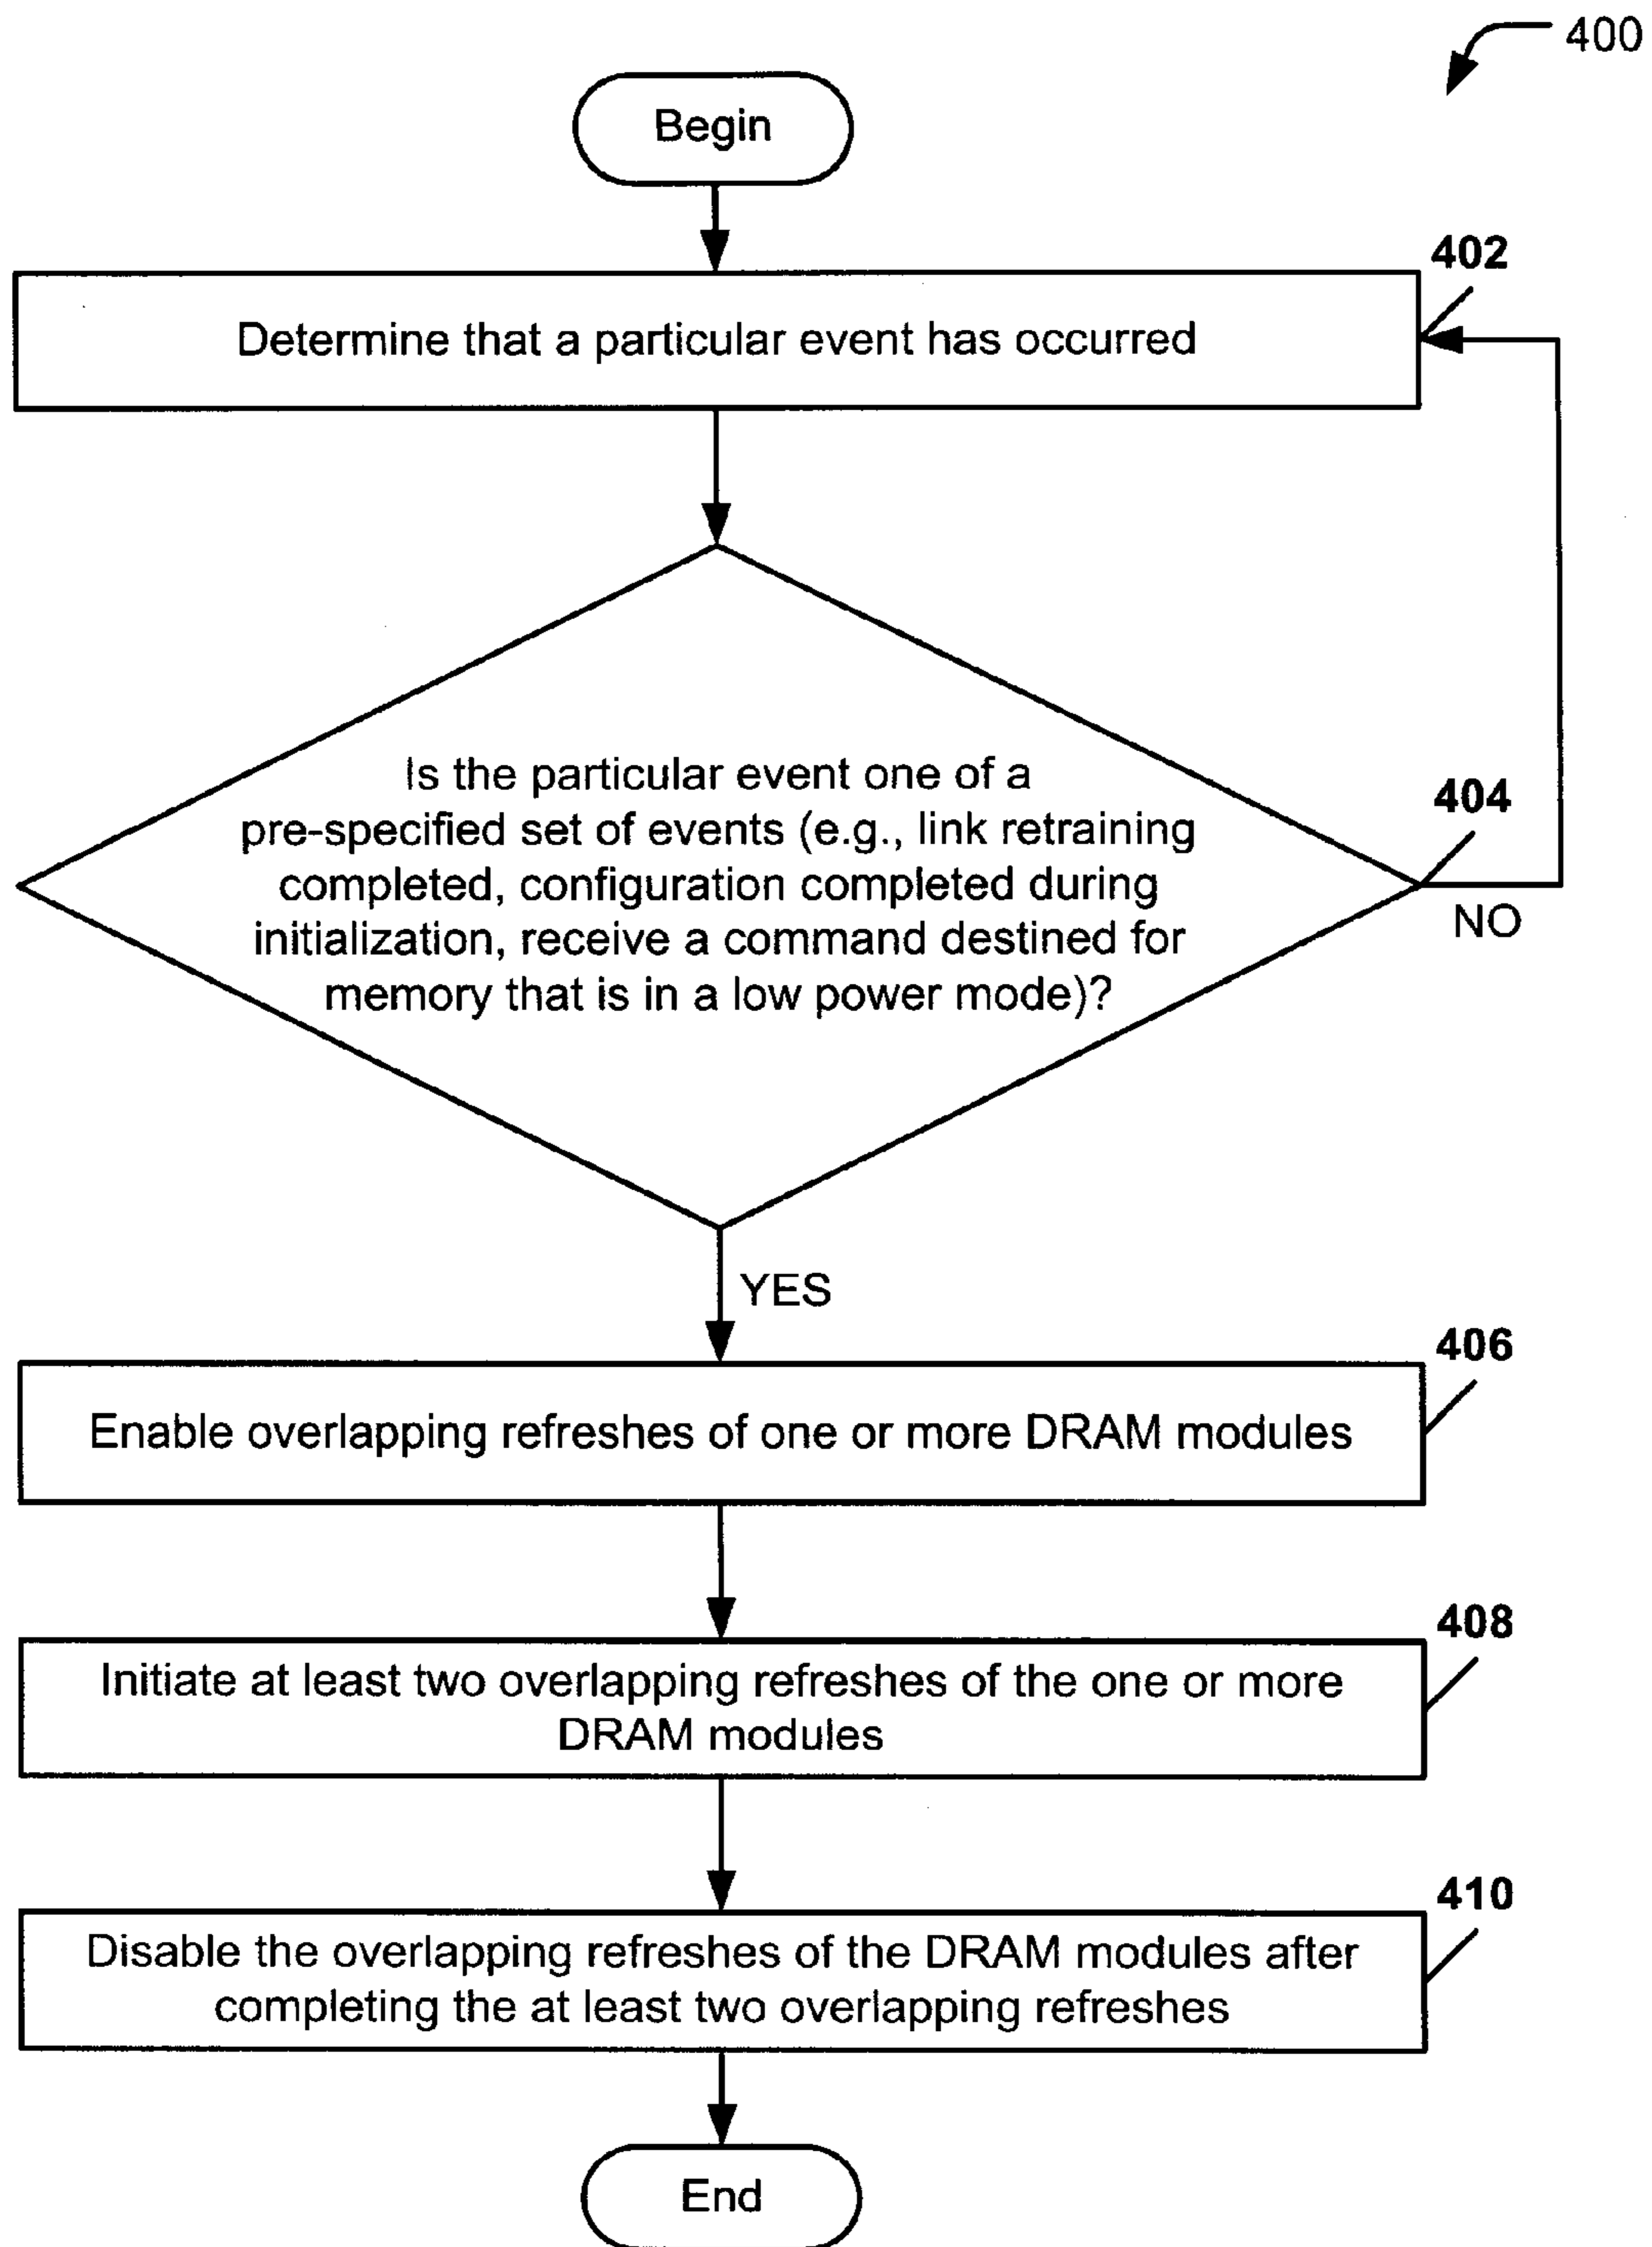 400
Begin
402
Determine that a particular event has occurred
404
Is the particular event one of a
pre-specified set of events (e.g., link retraining
completed, configuration completed during
initialization, receive a command destined for
memory that is in a low power mode)?
NO
YES
406
Enable overlapping refreshes of one or more DRAM modules
408
Initiate at least two overlapping refreshes of the one or more
DRAM modules
410
Disable the overlapping refreshes of the DRAM modules after
completing the at least two overlapping refreshes
End